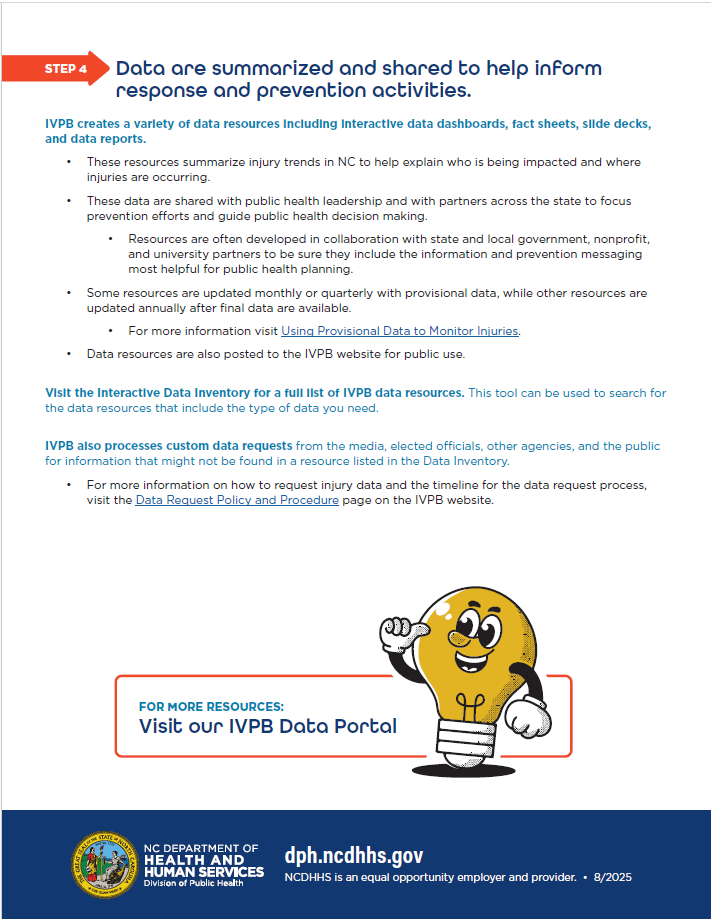 STEP 4
Data are summarized and shared to help inform
response and prevention activities.
IVPB creates a variety of data resources including interactive data dashboards, fact sheets, slide decks,
and data reports.
• These resources summarize injury trends in NC to help explain who is being impacted and where
injuries are occurring.
• These data are shared with public health leadership and with partners across the state to focus
prevention efforts and guide public health decision making.
• Resources are often developed in collaboration with state and local government, nonprofit,
and university partners to be sure they include the information and prevention messaging
most helpful for public health planning.
• Some resources are updated monthly or quarterly with provisional data, while other resources are
updated annually after final data are available.
• For more information visit Using Provisional Data to Monitor Injuries.
• Data resources are also posted to the IVPB website for public use.
Visit the Interactive Data Inventory for a full list of IVPB data resources. This tool can be used to search for
the data resources that include the type of data you need.
IVPB also processes custom data requests from the media, elected officials, other agencies, and the public
for information that might not be found in a resource listed in the Data Inventory.
• For more information on how to request injury data and the timeline for the data request process,
visit the Data Request Policy and Procedure page on the IVPB website.
FOR MORE RESOURCES:
Visit our IVPB Data Portal
THE GREAT SEAL OF THE STATE OF NORTH CAROLINA
NC DEPARTMENT OF
HEALTH AND
HUMAN SERVICES
Division of Public Health
dph.ncdhhs.gov
NCDHHS is an equal opportunity employer and provider. • 8/2025